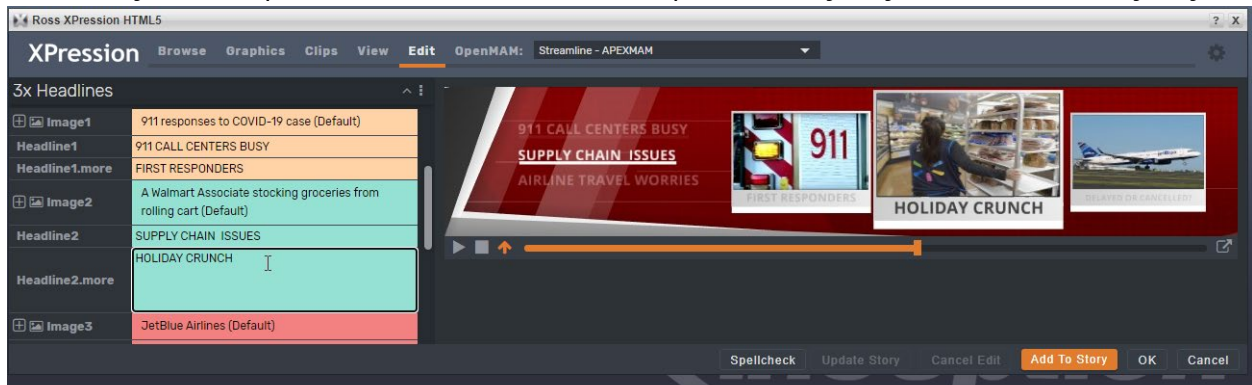 Ross XPression HTML5
? X
XPression Browse Graphics Clips View Edit OpenMAM: Streamline - APEXMAM
3x Headlines
Image1 911 responses to COVID-19 case (Default)
Headline1 911 CALL CENTERS BUSY
Headline1.more FIRST RESPONDERS
Image2 A Walmart Associate stocking groceries from
rolling cart (Default)
Headline2 SUPPLY CHAIN  ISSUES
Headline2.more HOLIDAY CRUNCH
Image3 JetBlue Airlines (Default)
911 CALL CENTERS BUSY
SUPPLY CHAIN  ISSUES
AIRLINE TRAVEL WORRIES
911
FIRST RESPONDERS
HOLIDAY CRUNCH
DELAYED OR CANCELLED?
Spellcheck Update Story Cancel Edit Add To Story OK Cancel